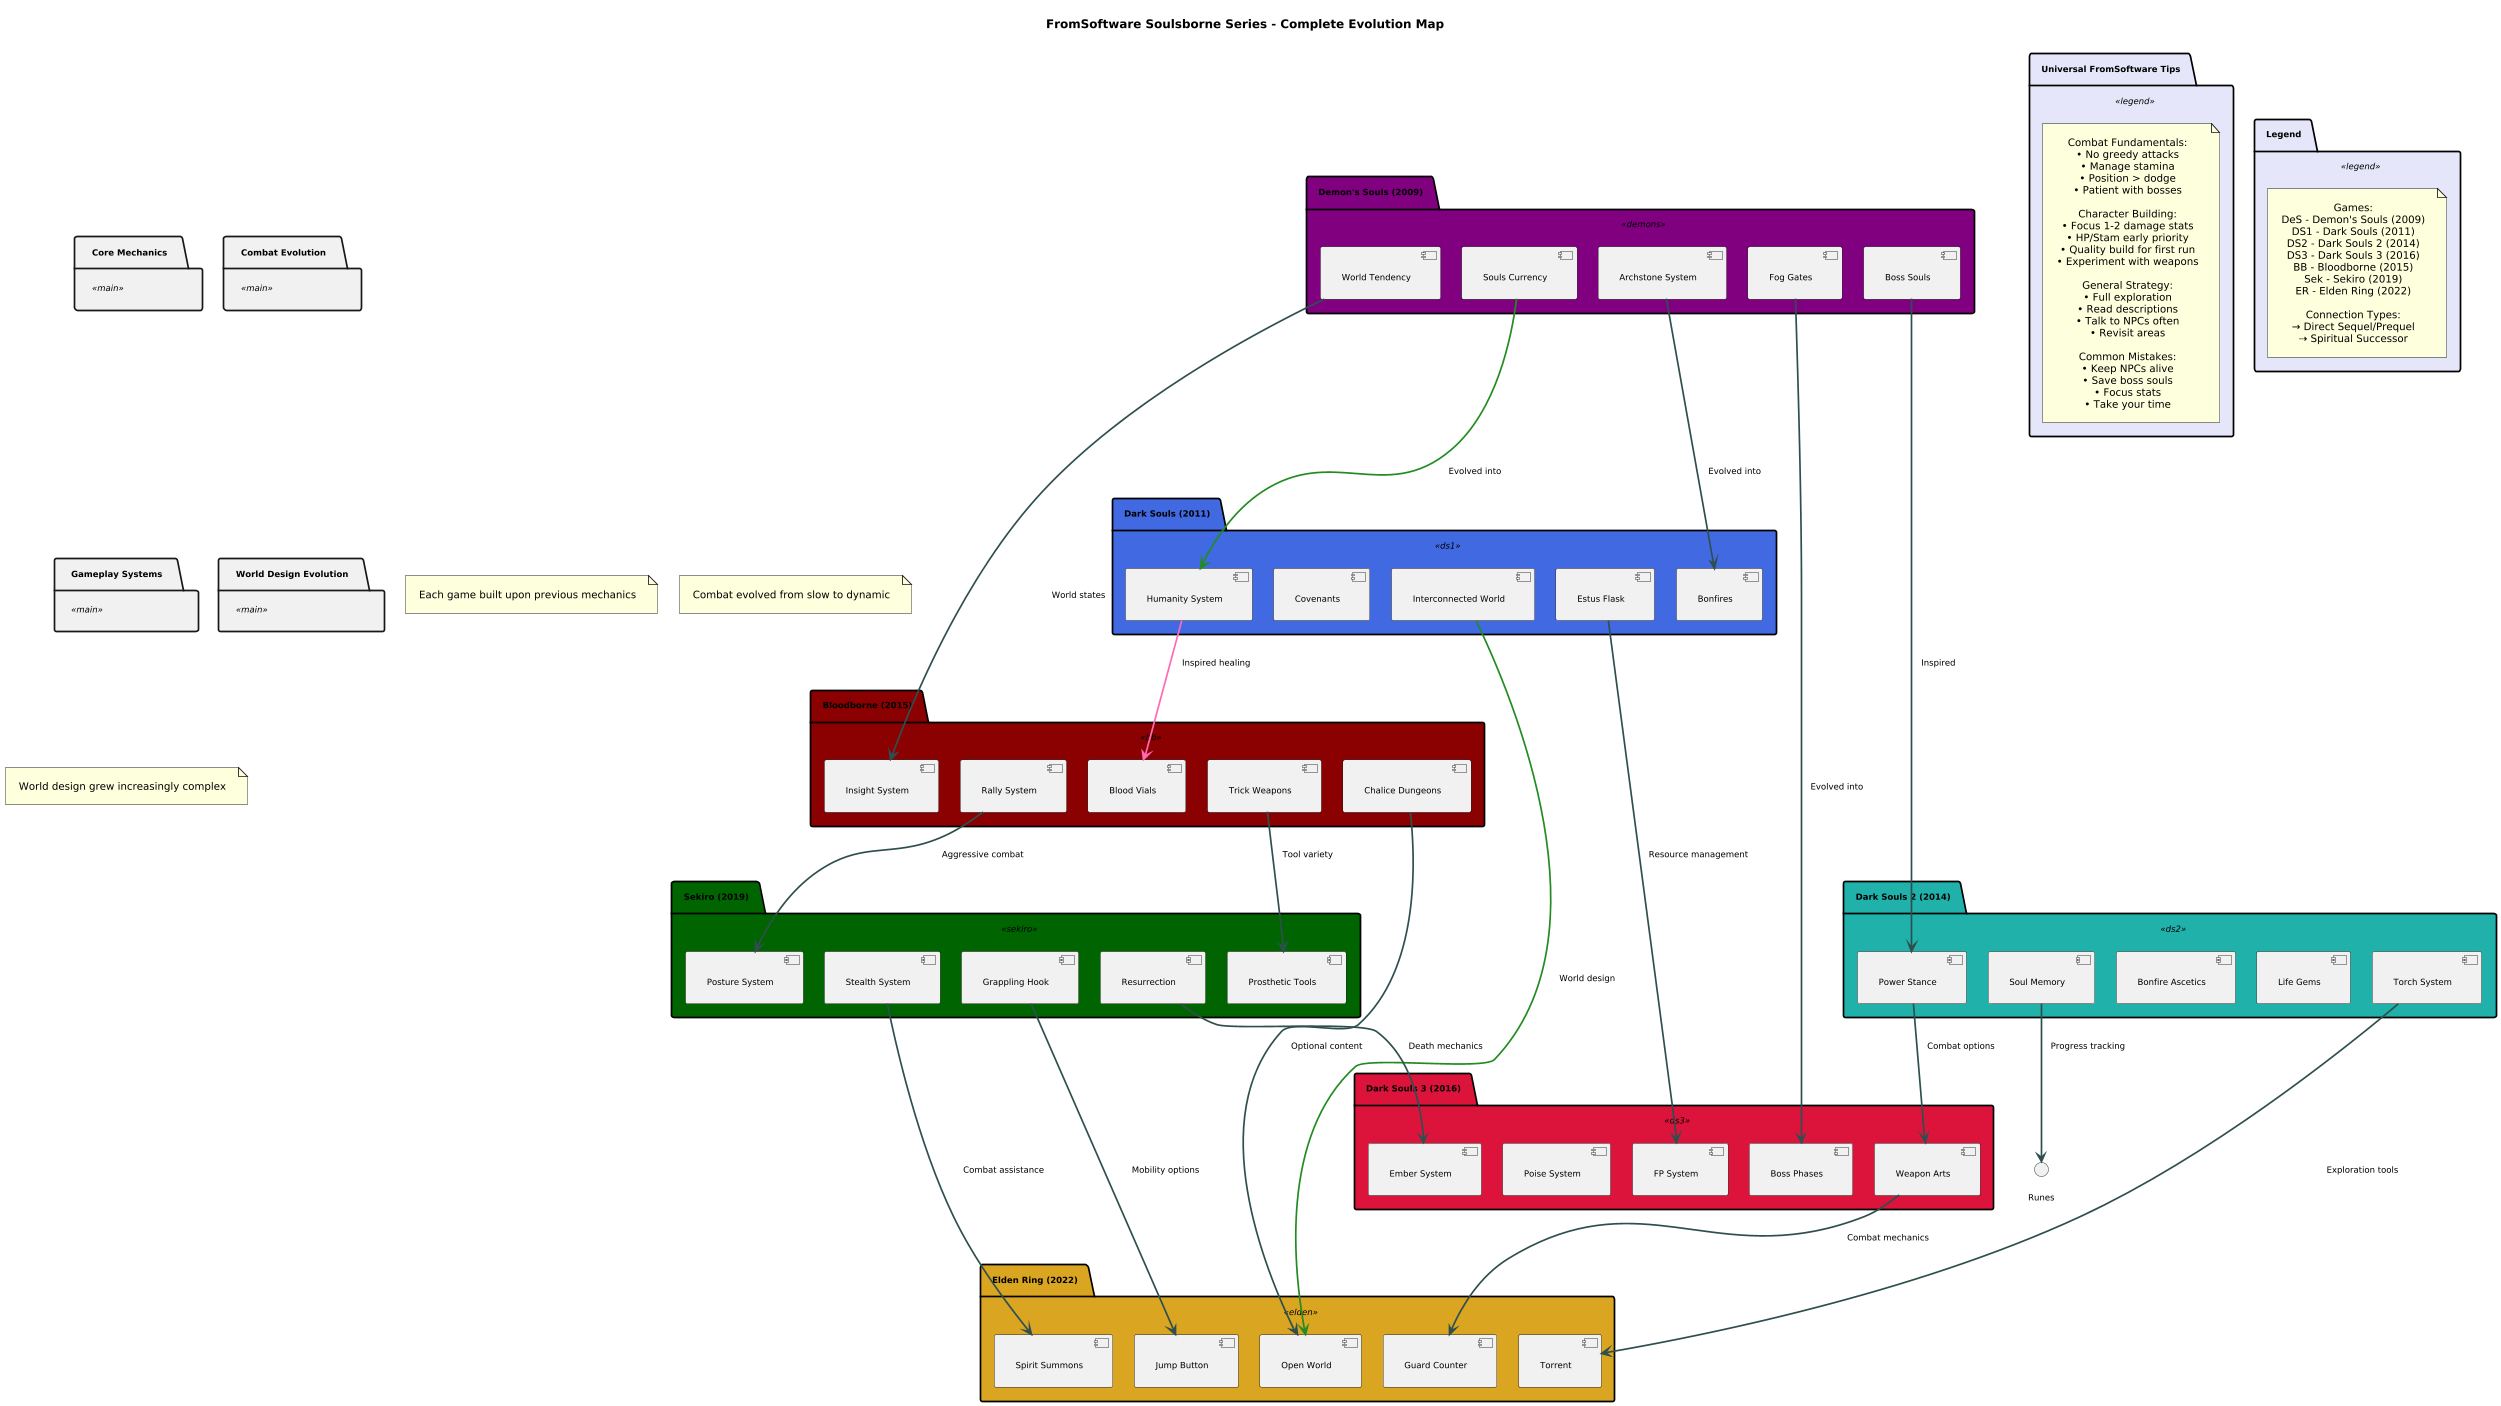 FromSoftware Soulsborne Series - Complete Evolution Map
Universal FromSoftware Tips
«legend»
Combat Fundamentals:
• No greedy attacks
• Manage stamina
• Position > dodge
• Patient with bosses
Character Building:
• Focus 1-2 damage stats
• HP/Stam early priority
• Quality build for first run
• Experiment with weapons
General Strategy:
• Full exploration
• Read descriptions
• Talk to NPCs often
• Revisit areas
Common Mistakes:
• Keep NPCs alive
• Save boss souls
• Focus stats
• Take your time
Legend
«legend»
Games:
DeS - Demon's Souls (2009)
DS1 - Dark Souls (2011)
DS2 - Dark Souls 2 (2014)
DS3 - Dark Souls 3 (2016)
BB - Bloodborne (2015)
Sek - Sekiro (2019)
ER - Elden Ring (2022)
Connection Types:
→ Direct Sequel/Prequel
⇢ Spiritual Successor
Demon's Souls (2009)
«demons»
World Tendency
Souls Currency
Archstone System
Fog Gates
Boss Souls
Core Mechanics
«main»
Combat Evolution
«main»
Evolved into
Evolved into
Dark Souls (2011)
«ds1»
Humanity System
Covenants
Interconnected World
Estus Flask
Bonfires
Gameplay Systems
«main»
World Design Evolution
«main»
Each game built upon previous mechanics
Combat evolved from slow to dynamic
World states
Inspired healing
Inspired
Bloodborne (2015)
«bb»
Insight System
Rally System
Blood Vials
Trick Weapons
Chalice Dungeons
World design grew increasingly complex
Evolved into
Aggressive combat
Tool variety
Resource management
Sekiro (2019)
«sekiro»
Posture System
Stealth System
Grappling Hook
Resurrection
Prosthetic Tools
World design
Dark Souls 2 (2014)
«ds2»
Power Stance
Soul Memory
Bonfire Ascetics
Life Gems
Torch System
Optional content
Death mechanics
Combat options
Progress tracking
Dark Souls 3 (2016)
«ds3»
Ember System
Poise System
FP System
Boss Phases
Weapon Arts
Runes
Combat assistance
Mobility options
Exploration tools
Combat mechanics
Elden Ring (2022)
«elden»
Spirit Summons
Jump Button
Open World
Guard Counter
Torrent